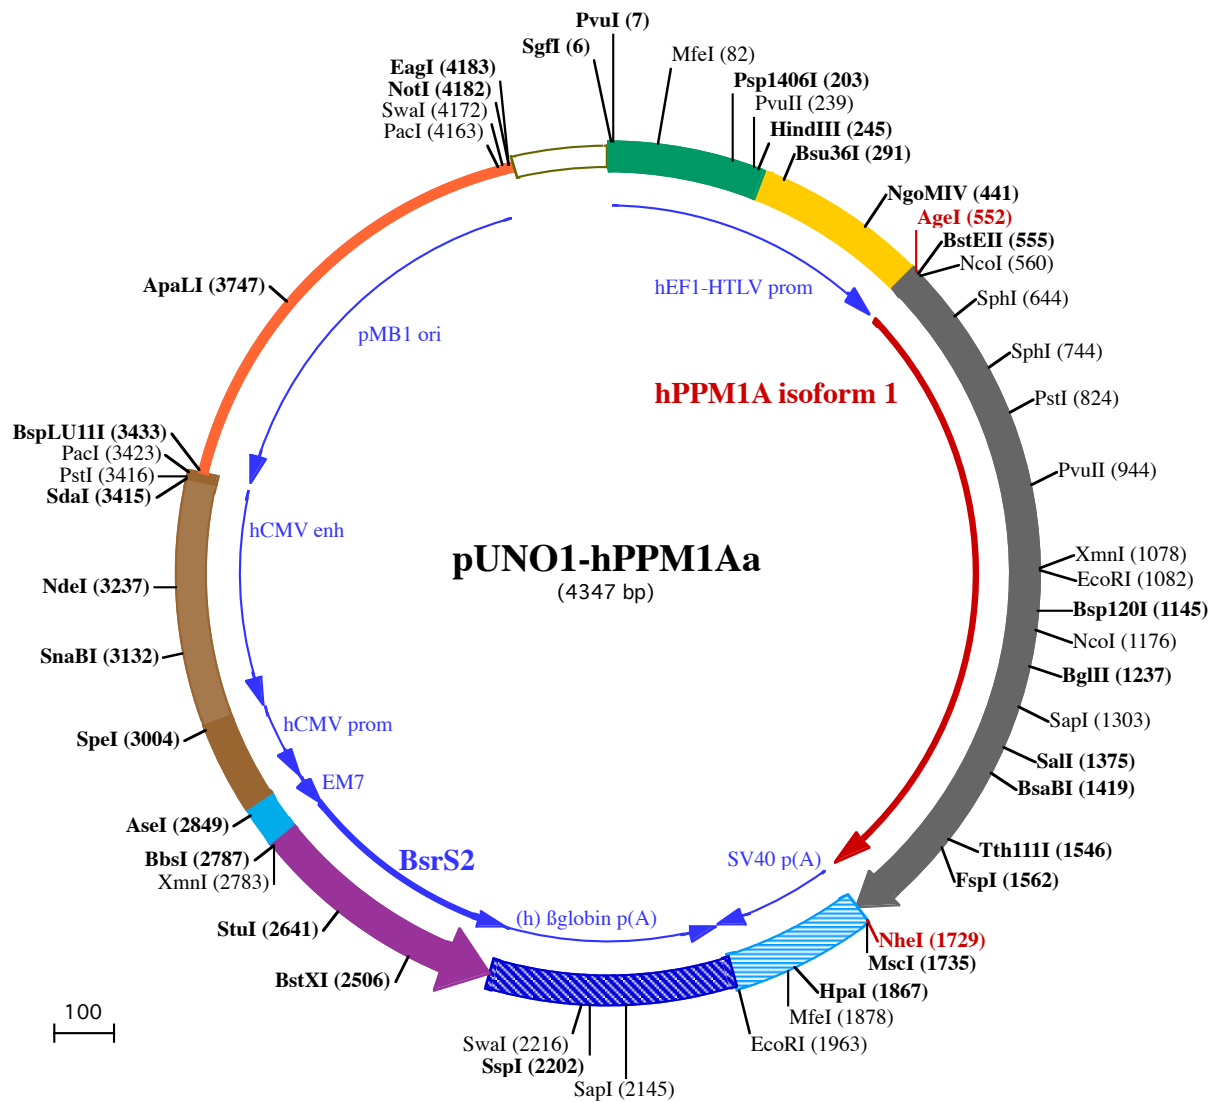 PvuI (7)
SgfI (6)
MfeI (82)
EagI (4183)
Psp1406I (203)
NotI (4182)
PvuII (239)
SwaI (4172)
HindIII (245)
PacI (4163)
Bsu36I (291)
NgoMIV (441)
AgeI (552)
BstEII (555)
NcoI (560)
ApaLI (3747)
hEF1-HTLV prom
SphI (644)
pMB1 ori
SphI (744)
hPPM1A isoform 1
PstI (824)
BspLU11I (3433)
PacI (3423)
PstI (3416)
PvuII (944)
SdaI (3415)
hCMV enh
pUNO1-hPPM1Aa
XmnI (1078)
(4347 bp)
EcoRI (1082)
NdeI (3237)
Bsp120I (1145)
NcoI (1176)
SnaBI (3132)
BglII (1237)
hCMV prom
SapI (1303)
SpeI (3004)
SalI (1375)
EM7
BsaBI (1419)
AseI (2849)
Tth111I (1546)
BbsI (2787)
BsrS2
SV40 p(A)
XmnI (2783)
FspI (1562)
(h) ßglobin p(A)
StuI (2641)
NheI (1729)
MscI (1735)
BstXI (2506)
HpaI (1867)
100
MfeI (1878)
SwaI (2216)
EcoRI (1963)
SspI (2202)
SapI (2145)